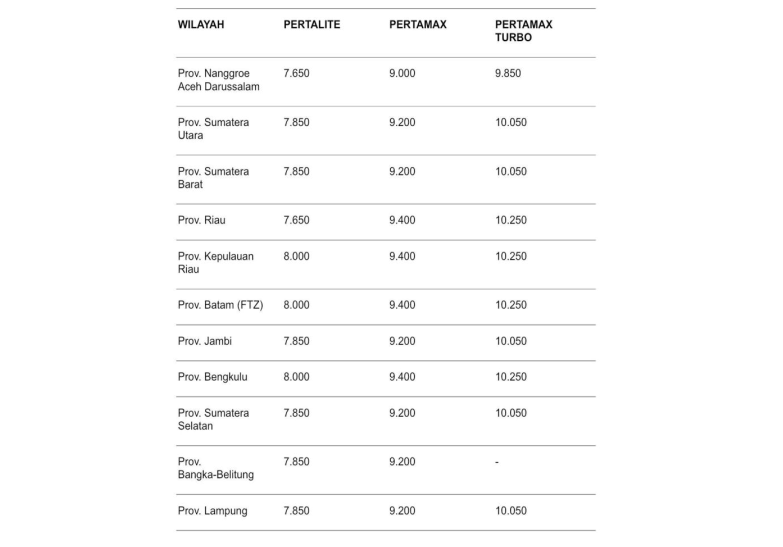 WILAYAH PERTALITE PERTAMAX PERTAMAX
TURBO
Prov. Nanggroe 7.650 9.000 9.850
Aceh Darussalam
Prov. Sumatera 7.850 9.200 10.050
Utara
Prov. Sumatera 7.850 9.200 10.050
Barat
Prov. Riau 7.650 9.400 10.250
Prov. Kepulauan 8.000 9.400 10.250
Riau
Prov. Batam (FTZ) 8.000 9.400 10.250
Prov. Jambi 7.850 9.200 10.050
Prov. Bengkulu 8.000 9.400 10.250
Prov. Sumatera 7.850 9.200 10.050
Selatan
Prov. 7.850 9.200 -
Bangka-Belitung
Prov. Lampung 7.850 9.200 10.050